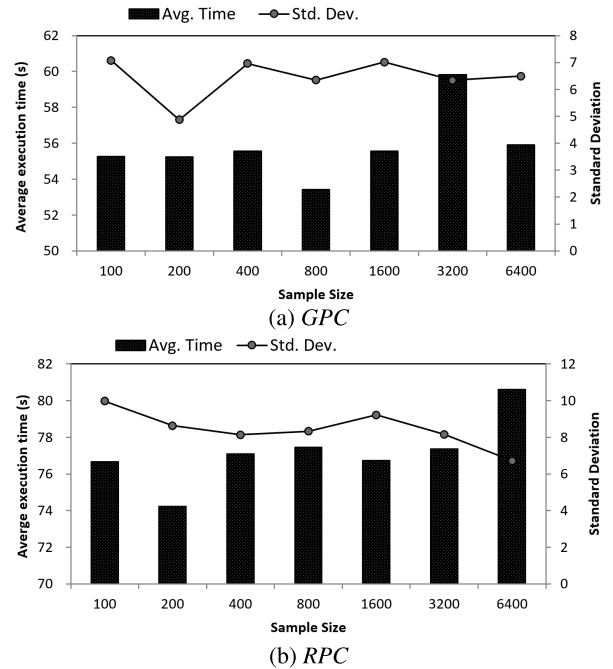 Avg. Time Std. Dev.
62 8
60 7
58 6
56 5
54 4
52 3
50 2
1
0
Average execution time (s)
Standard Deviation
100 200 400 800 1600 3200 6400
Sample Size
(a) GPC
Avg. Time Std. Dev.
82 12
80 10
78 8
76 6
74 4
72 2
70 0
Averge execution time (s)
Standard Deviation
100 200 400 800 1600 3200 6400
Sample Size
(b) RPC